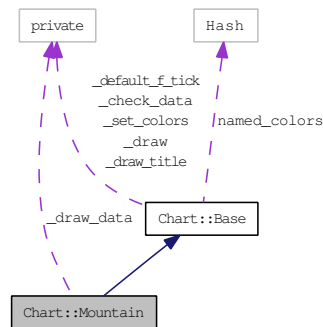 private
Hash
_default_f_tick
_check_data
_set_colors
_draw
_draw_title
named_colors
_draw_data
Chart::Base
Chart::Mountain